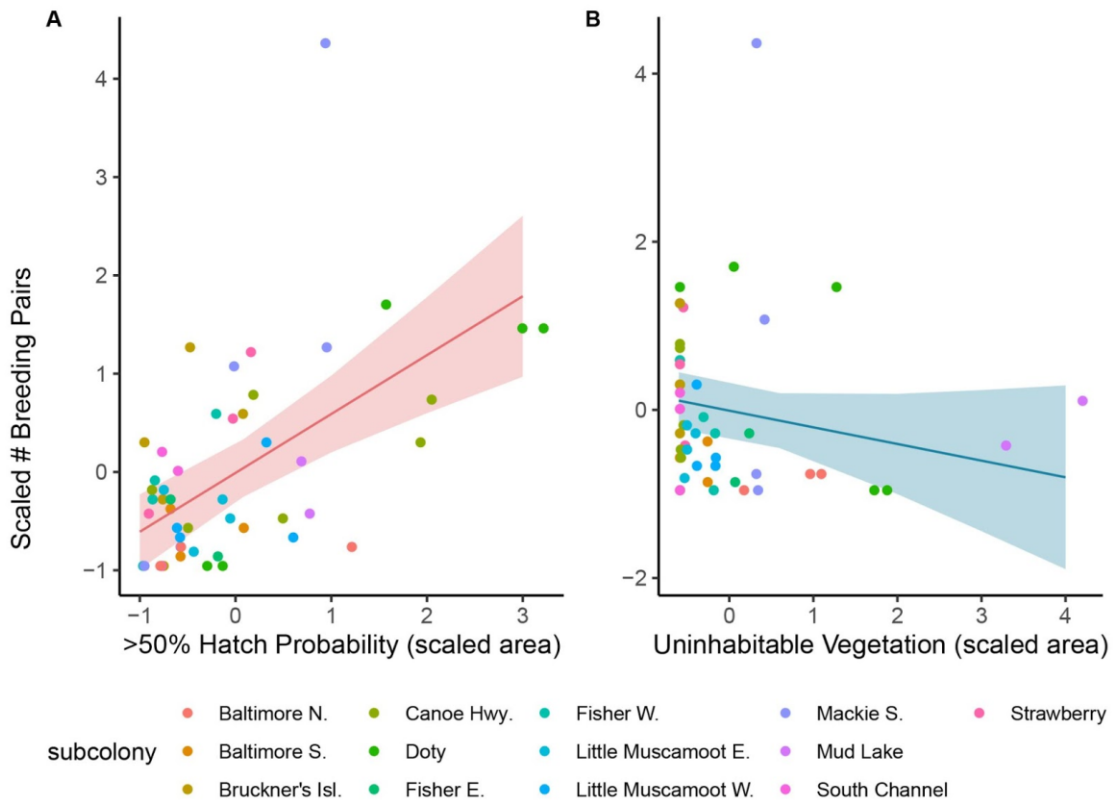 A
B
4
3
2
1
0
−1
4
2
0
−2
Scaled # Breeding Pairs
−1 0 1 2 3
0 1 2 3 4
>50% Hatch Probability (scaled area)
Uninhabitable Vegetation (scaled area)
subcolony
Baltimore N.
Baltimore S.
Bruckner's Isl.
Canoe Hwy.
Doty
Fisher E.
Fisher W.
Little Muscamoot E.
Little Muscamoot W.
Mackie S.
Mud Lake
South Channel
Strawberry